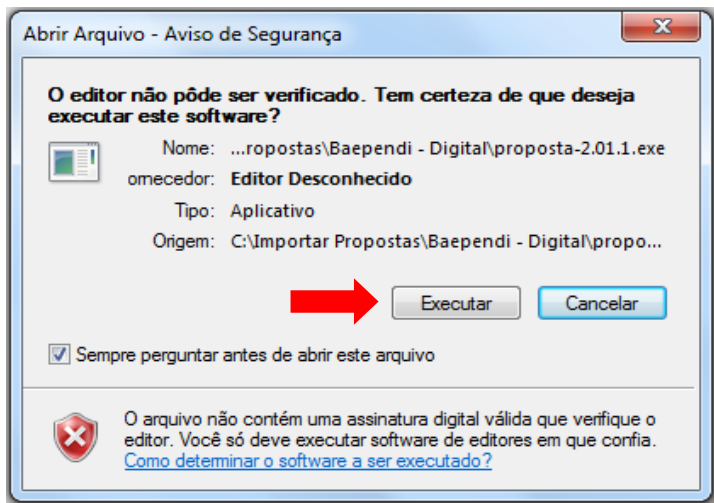 Abrir Arquivo - Aviso de Segurança
O editor não pôde ser verificado. Tem certeza de que deseja
executar este software?
Nome: ...ropostas\Baependi - Digital\proposta-2.01.1.exe
ornecedor: Editor Desconhecido
Tipo: Aplicativo
Origem: C:\Importar Propostas\Baependi - Digital\propo...
Executar Cancelar
Sempre perguntar antes de abrir este arquivo
O arquivo não contém uma assinatura digital válida que verifique o
editor. Você só deve executar software de editores em que confia.
Como determinar o software a ser executado?